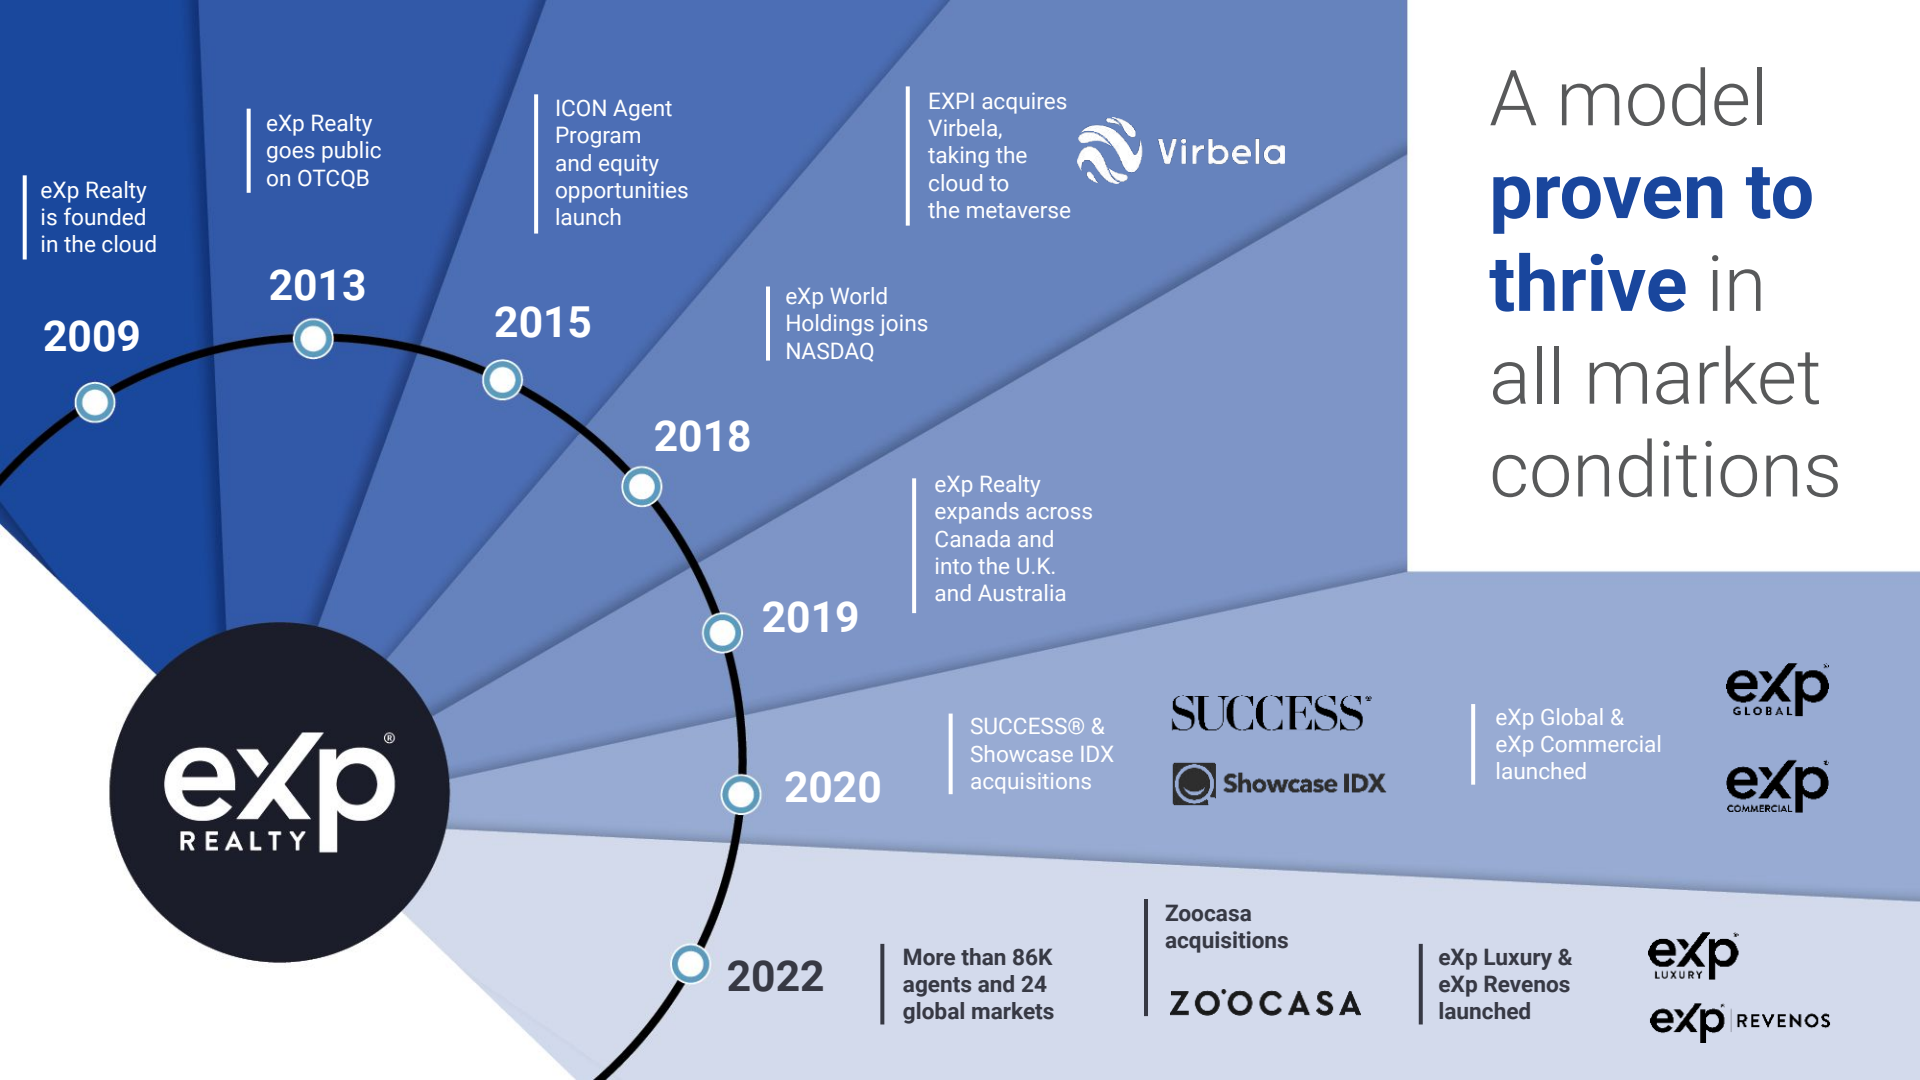 A model
proven to
thrive in
all market
conditions
eXp Realty
is founded
in the cloud
2009
eXp Realty
goes public
on OTCQB
2013
ICON Agent
Program
and equity
opportunities
launch
2015
EXPI acquires
Virbela,
taking the
cloud to
the metaverse
Virbela
eXp World
Holdings joins
NASDAQ
2018
eXp Realty
expands across
Canada and
into the U.K.
and Australia
2019
SUCCESS® &
Showcase IDX
acquisitions
SUCCESS®
Showcase IDX
eXp Global &
eXp Commercial
launched
eXp®
GLOBAL
eXp®
COMMERCIAL
2020
eXp®
REALTY
2022
More than 86K
agents and 24
global markets
Zoocasa
acquisitions
ZOOCASA
eXp Luxury &
eXp Revenos
launched
eXp
LUXURY
eXp REVENOS